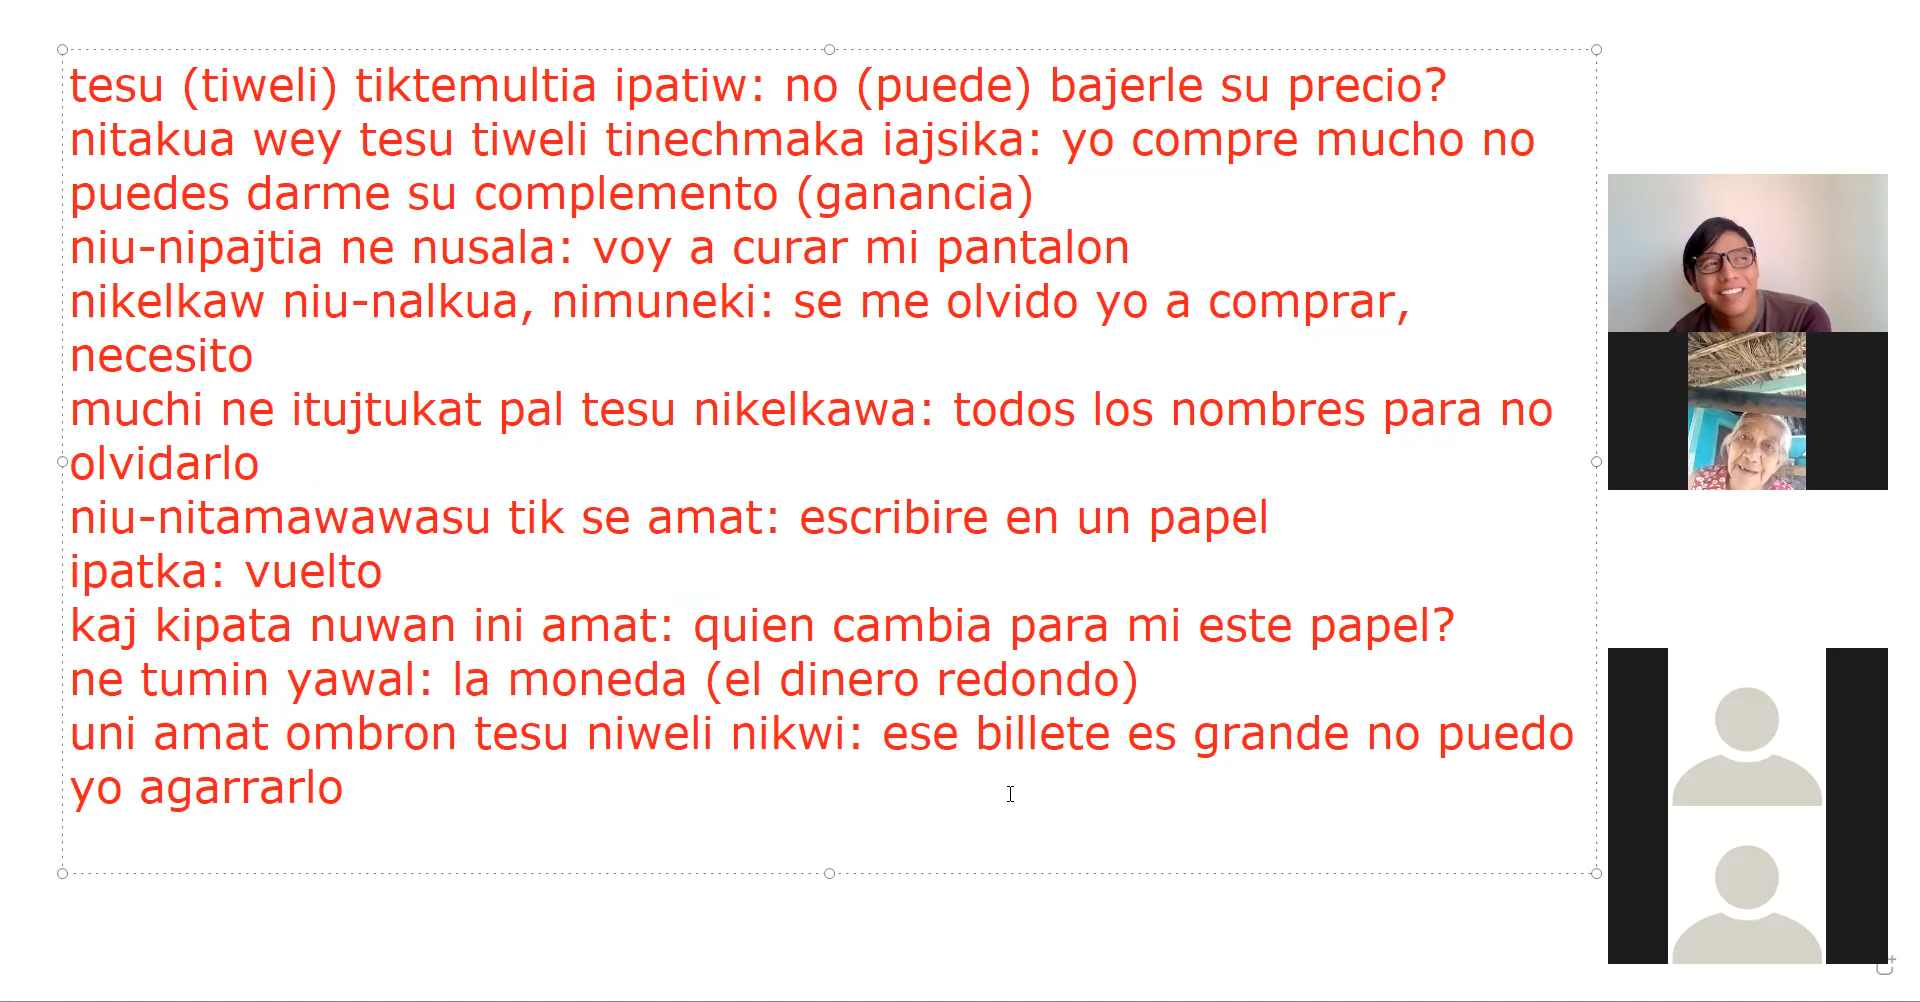 tesu (tiweli) tiktemultia ipatiw: no (puede) bajerle su precio?
nitakua wey tesu tiweli tinechmaka iajsika: yo compre mucho no
puedes darme su complemento (ganancia)
niu-nipajtia ne nusala: voy a curar mi pantalon
nikelkaw niu-nalkua, nimuneki: se me olvido yo a comprar,
necesito
muchi ne itujtukat pal tesu nikelkawa: todos los nombres para no
olvidarlo
niu-nitamawawasu tik se amat: escribire en un papel
ipatka: vuelto
kaj kipata nuwan ini amat: quien cambia para mi este papel?
ne tumin yawal: la moneda (el dinero redondo)
uni amat ombron tesu niweli nikwi: ese billete es grande no puedo
yo agarrarlo